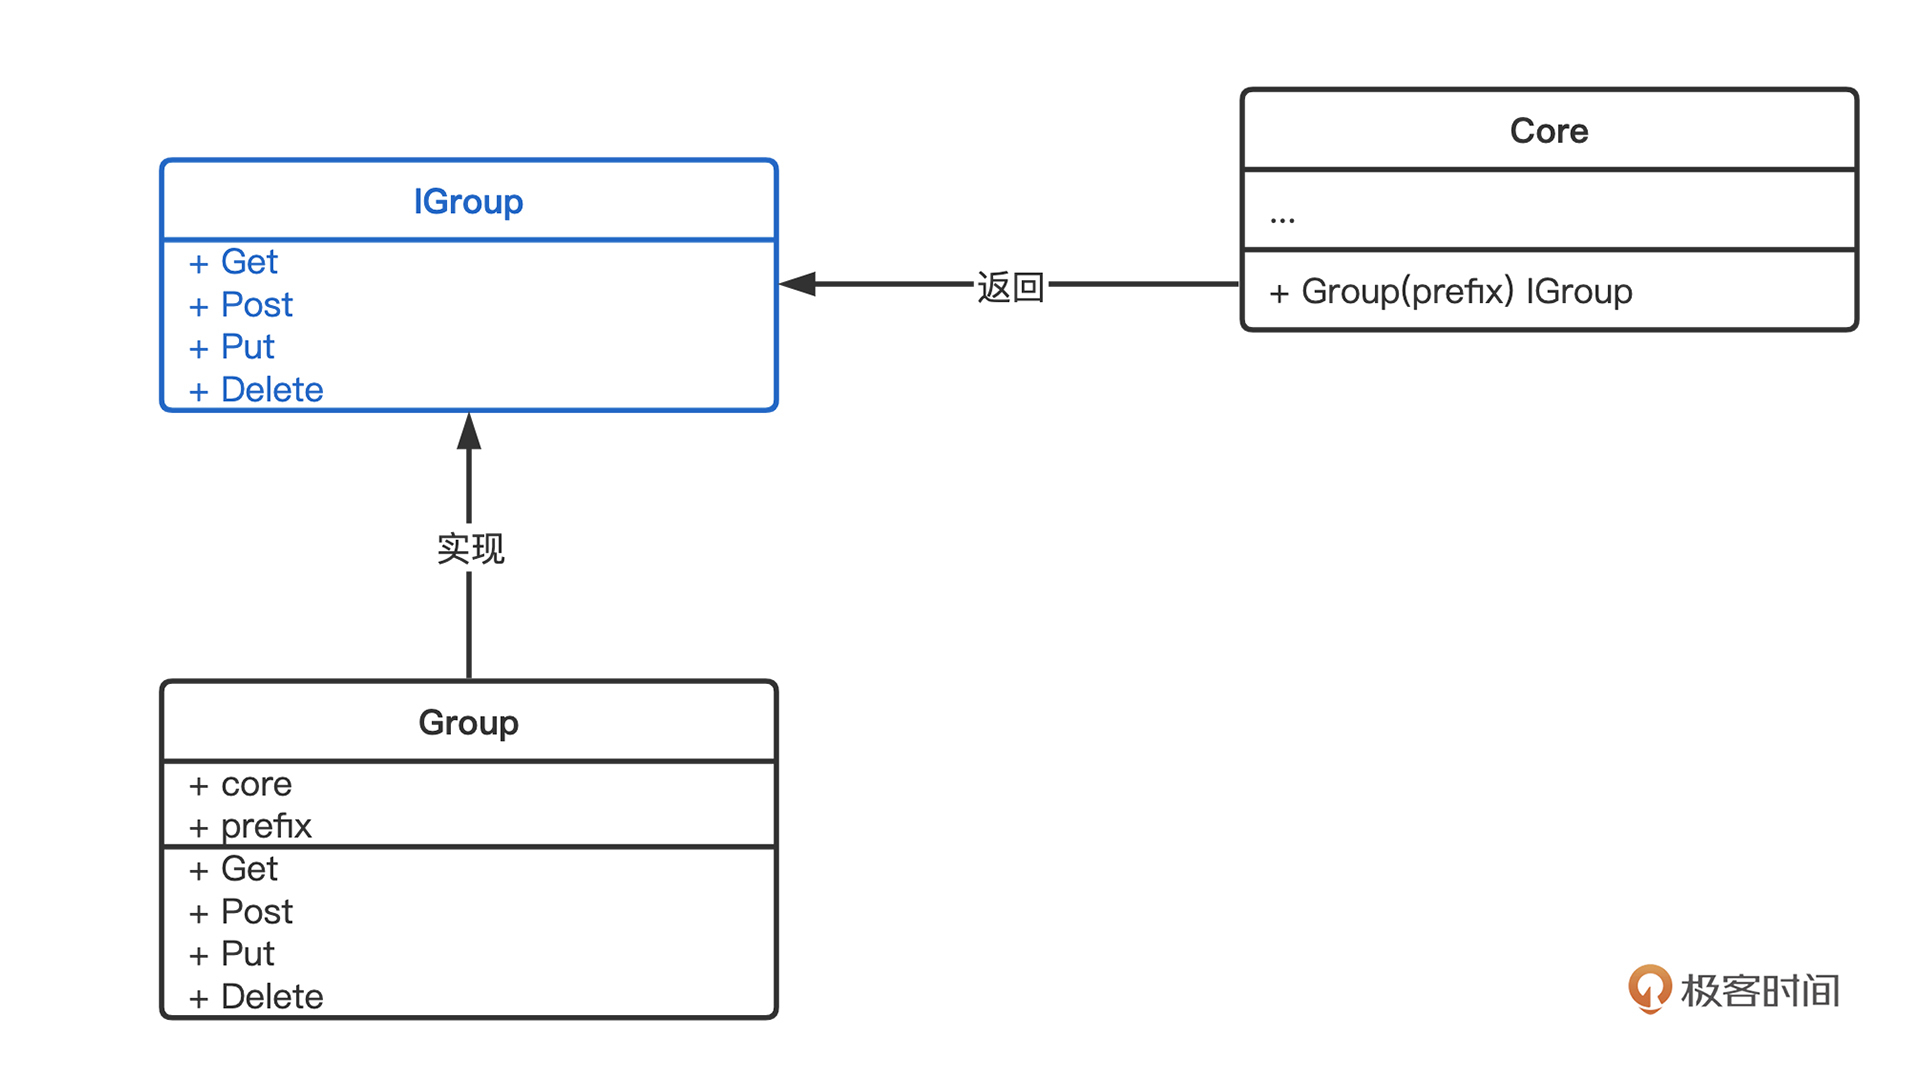 IGroup
+ Get
+ Post
+ Put
+ Delete
返回
Core
...
+ Group(prefix) IGroup
实现
Group
+ core
+ prefix
+ Get
+ Post
+ Put
+ Delete
极客时间